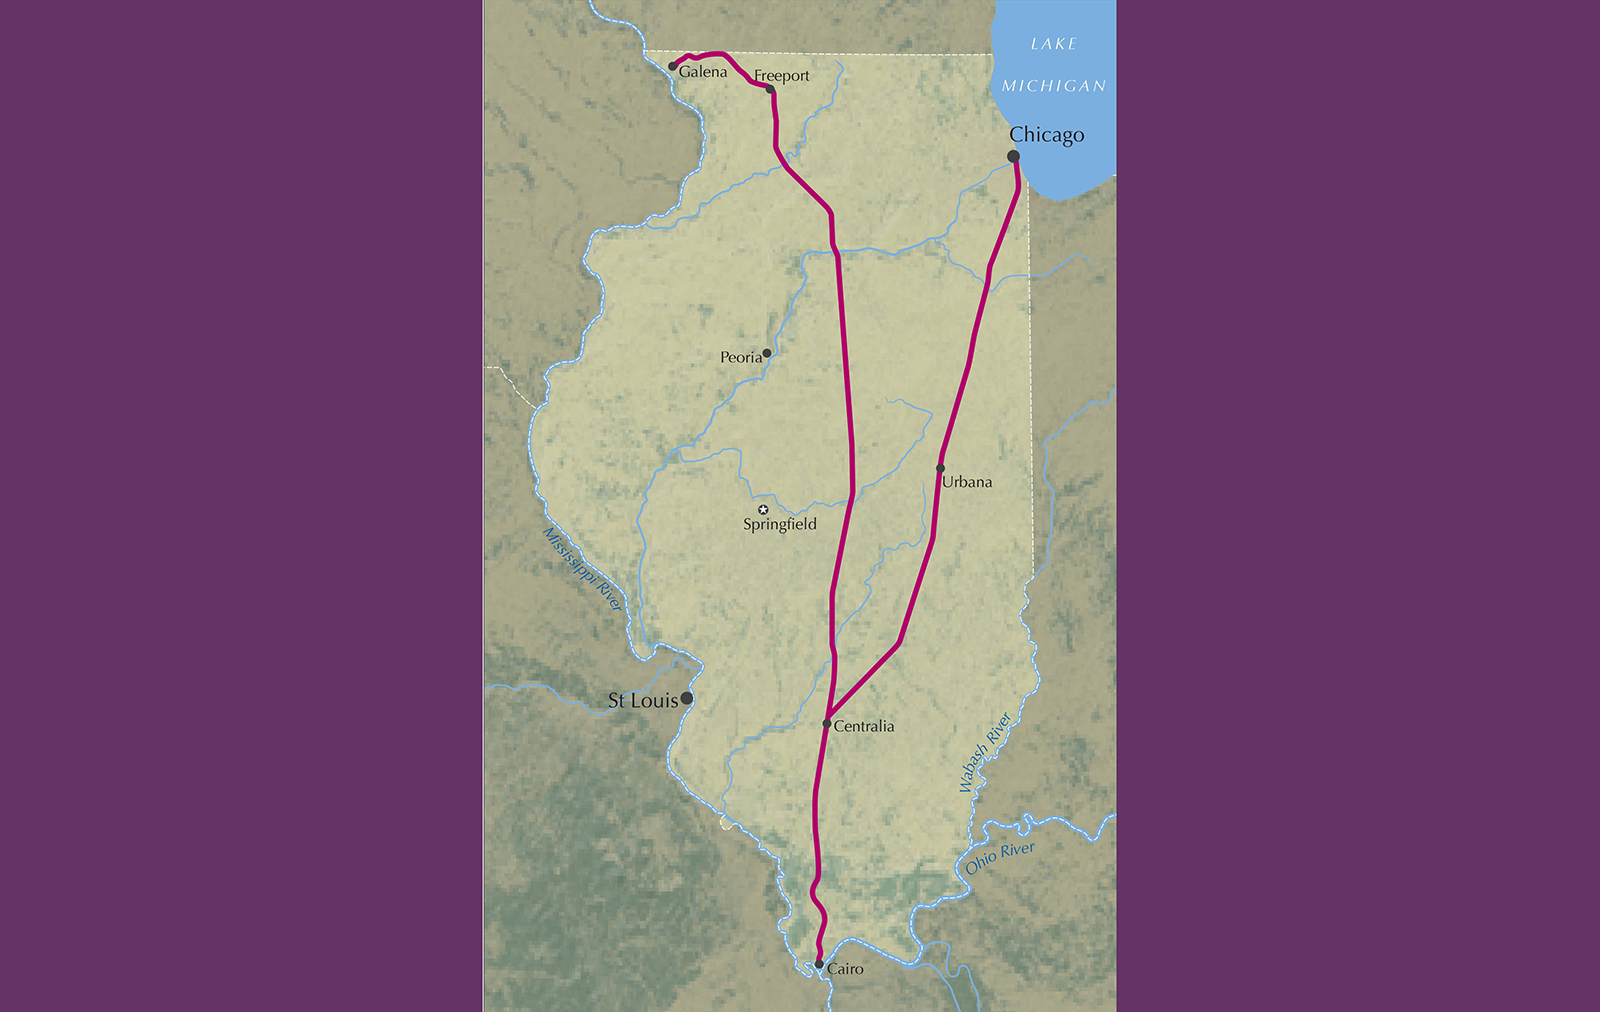 LAKE
MICHIGAN
Galena
Freeport
Chicago
Peoria
Urbana
Springfield
Mississippi River
St Louis
Centralia
Wabash River
Ohio River
Cairo